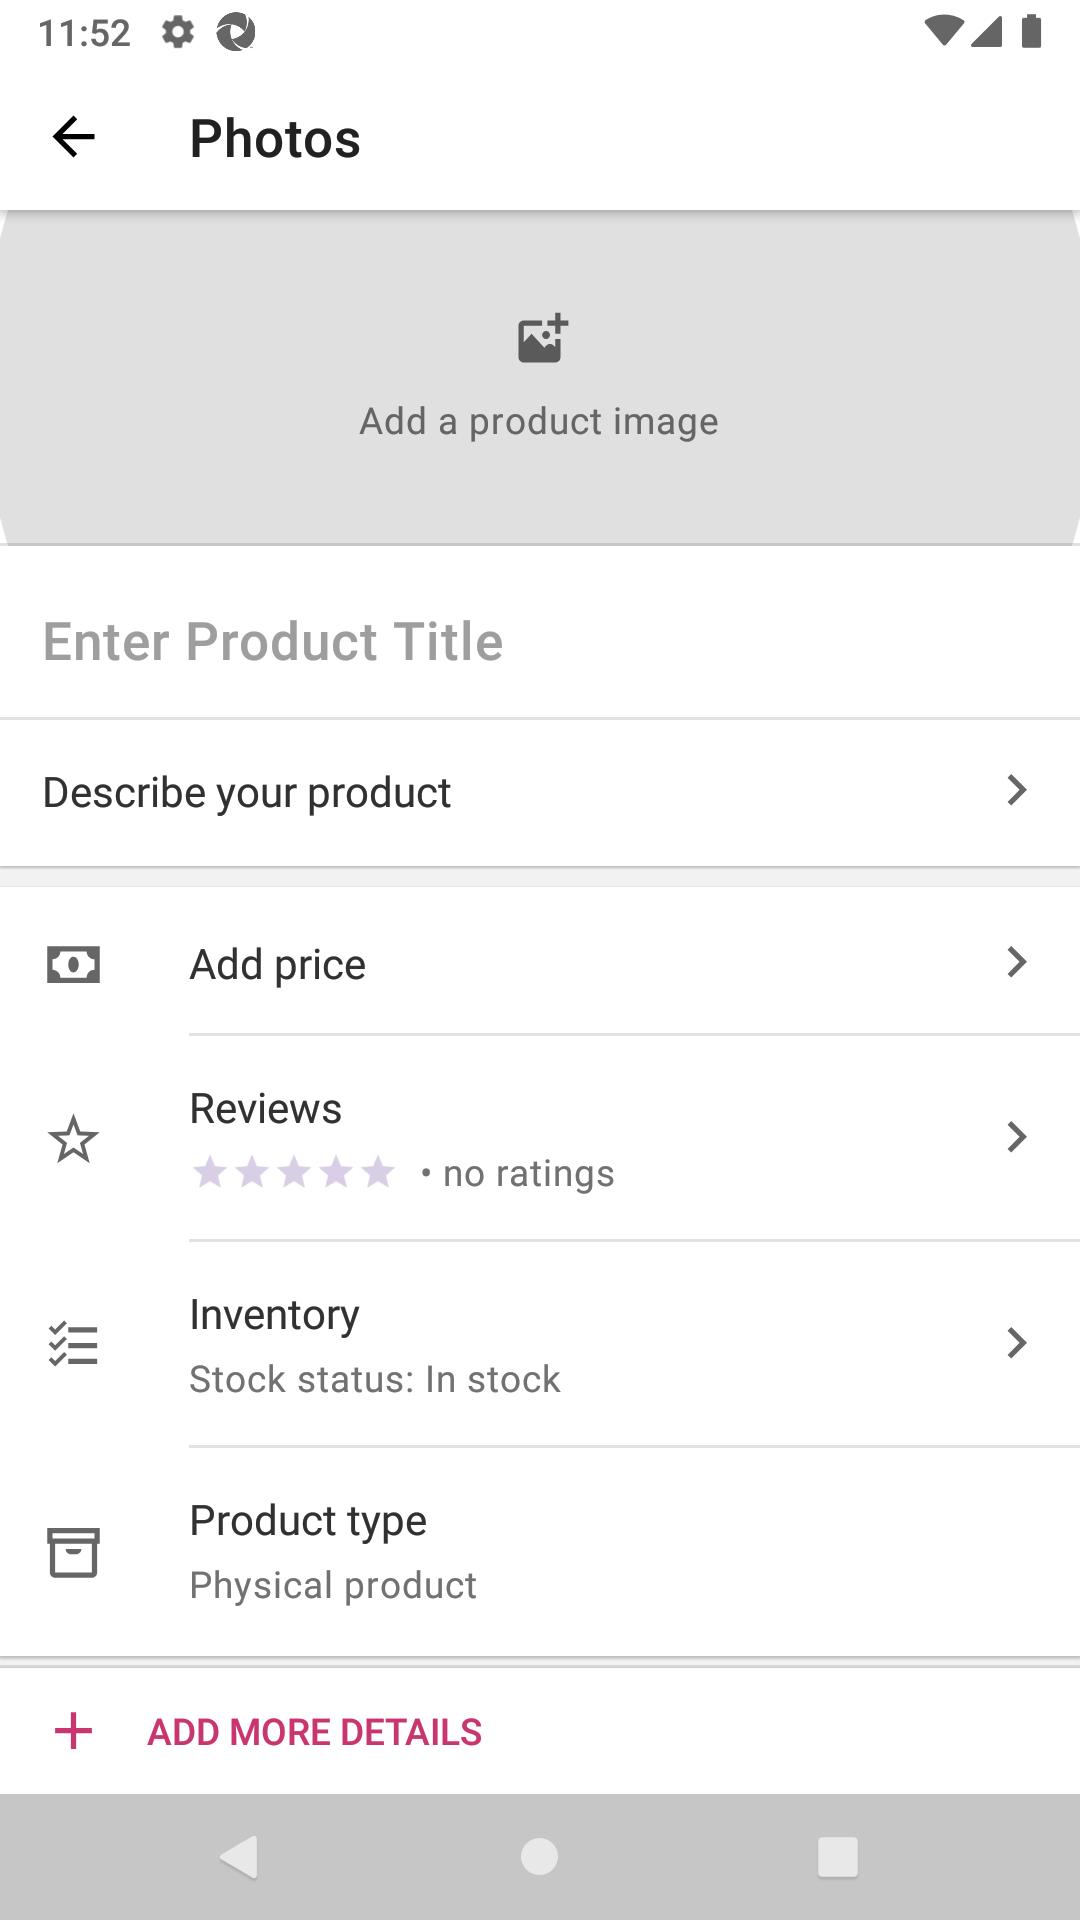 11:52
Photos
Add a product image
Enter Product Title
Describe your product
Add price
Reviews
• no ratings
Inventory
Stock status: In stock
Product type
Physical product
ADD MORE DETAILS